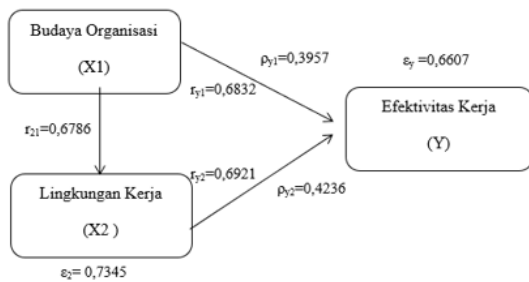 Budaya Organisasi
(X1)
ρy1=0,3957
ry1=0,6832
εy =0,6607
Efektivitas Kerja
(Y)
r21=0,6786
Lingkungan Kerja
(X2 )
ry2=0,6921
ρy2=0,4236
ε2= 0,7345